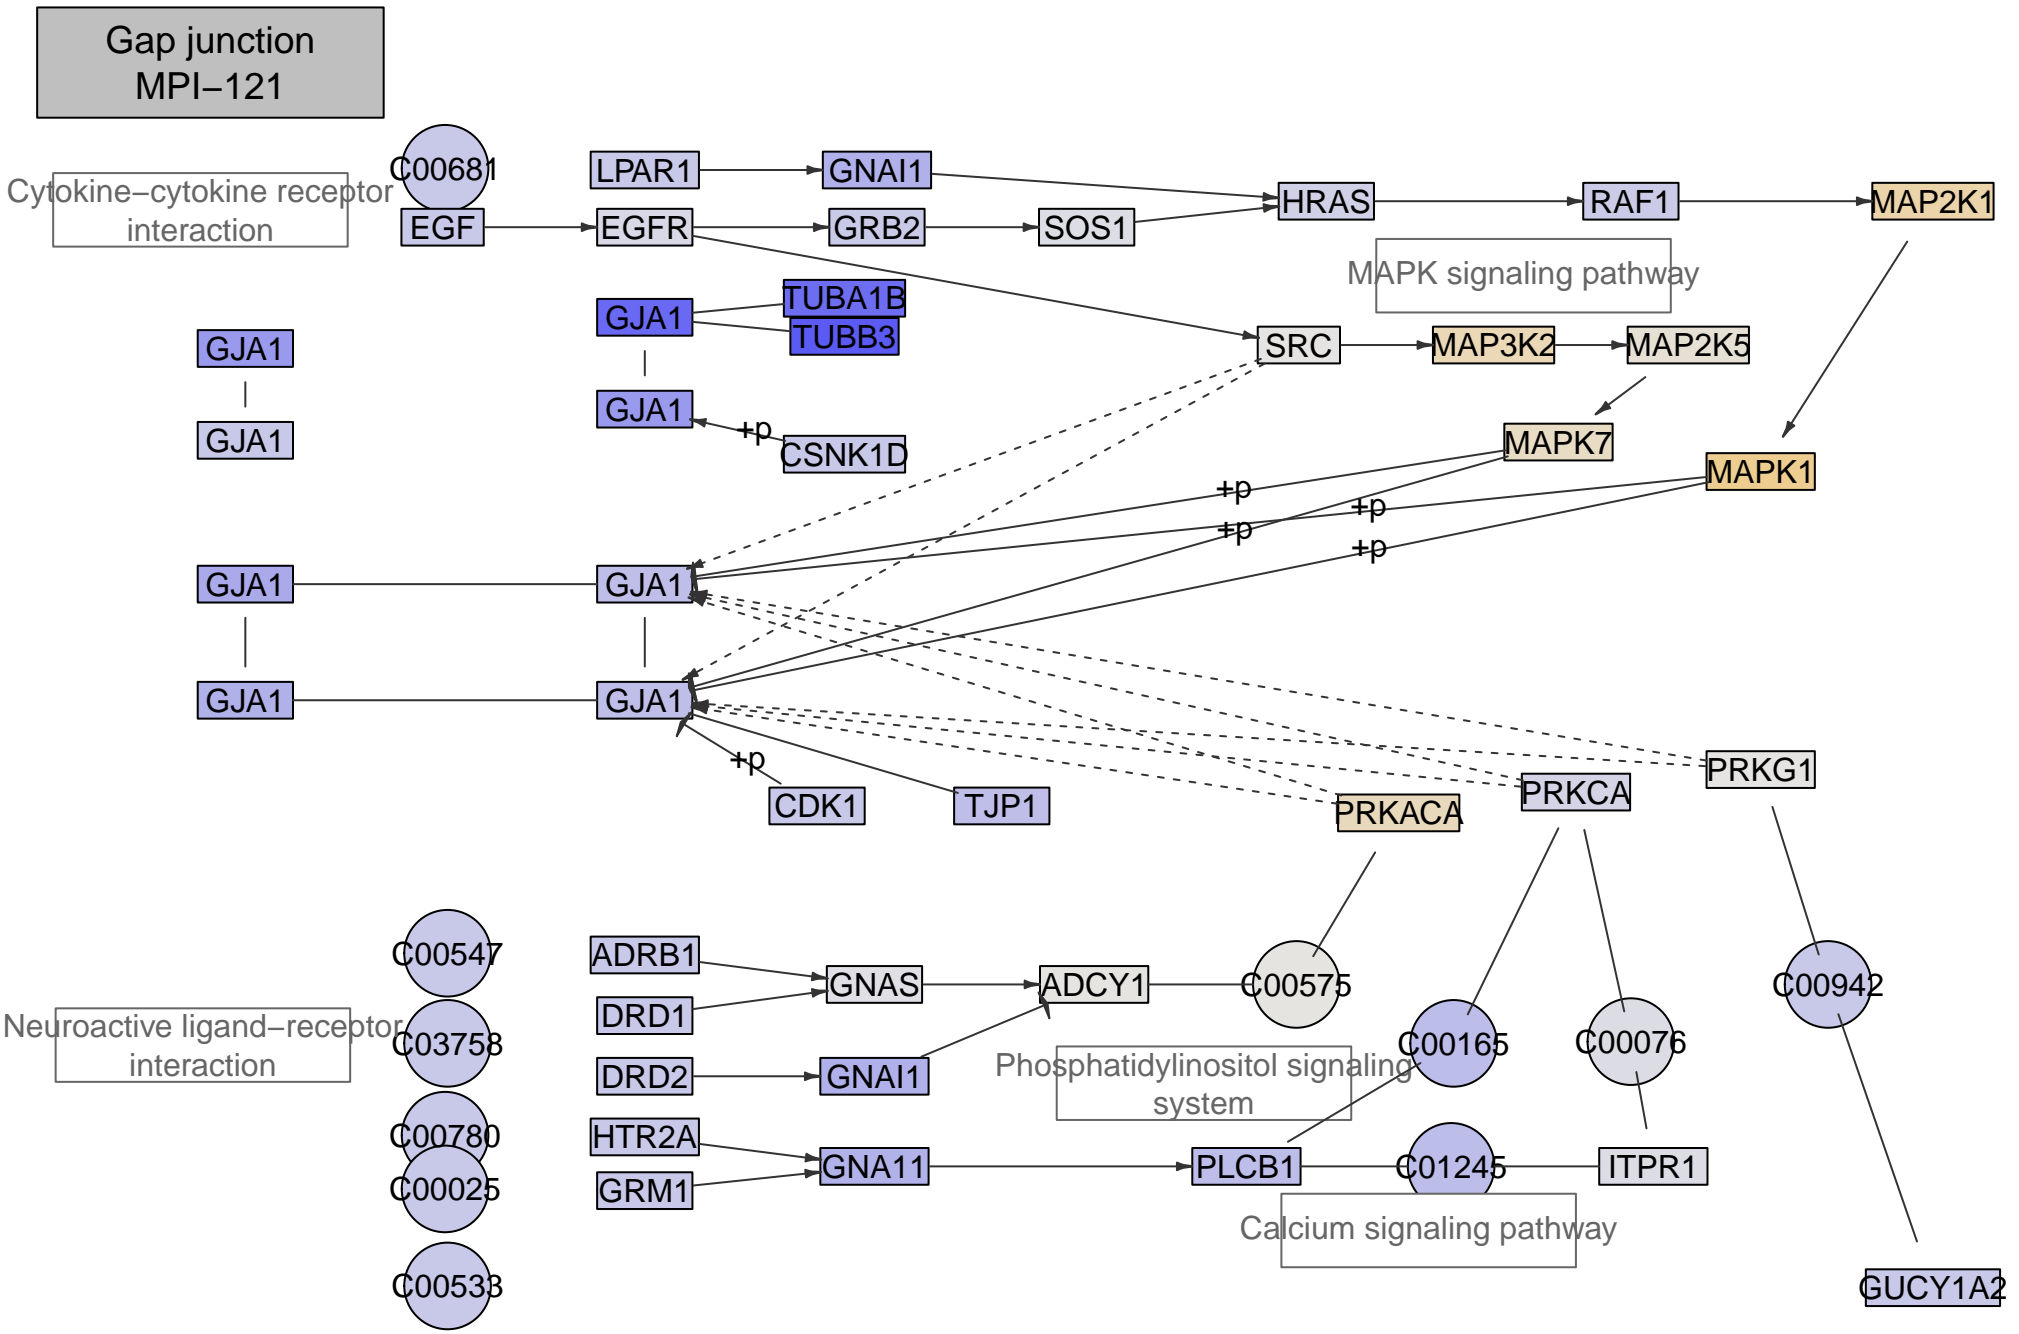 Gap junction
MPI−121
C00681
Cytokine−cytokine receptor
interaction
LPAR1
GNAI1
HRAS
RAF1
MAP2K1
EGF
EGFR
GRB2
SOS1
MAPK signaling pathway
TUBA1B
GJA1
TUBB3
GJA1
SRC
MAP3K2
MAP2K5
GJA1
+p
GJA1
CSNK1D
MAPK7
MAPK1
+p
+p
+p
+p
GJA1
GJA1
GJA1
GJA1
+p
CDK1
TJP1
PRKACA
PRKCA
PRKG1
C00547
ADRB1
GNAS
ADCY1
C00575
C00942
DRD1
Neuroactive ligand−receptor
interaction
C03758
C00165
C00076
DRD2
GNAI1
Phosphatidylinositol signaling
system
C00780
HTR2A
GNA11
PLCB1
C01245
ITPR1
C00025
GRM1
Calcium signaling pathway
C00533
GUCY1A2